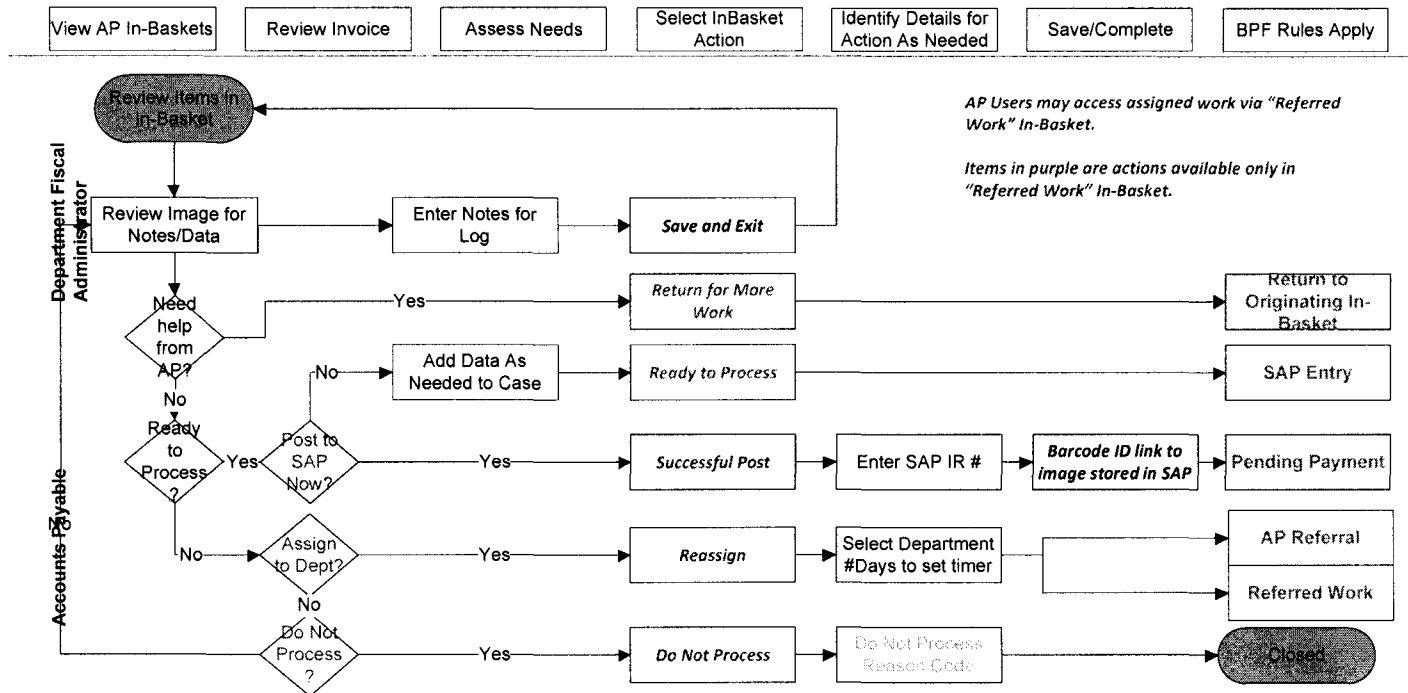 View AP In-Baskets
Review Invoice
Assess Needs
Select InBasket
Action
Identify Details for
Action As Needed
Save/Complete
BPF Rules Apply
Review Items in
in-Basket
AP Users may access assigned work via “Referred
Work” In-Basket.
Items in purple are actions available only in
“Referred Work” In-Basket.
Department Fiscal
Administrator
Review Image for
Notes/Data
Enter Notes for
Log
Save and Exit
Need
help
from
AP?
Yes
Return for More
Work
Return to
Originating In-
Basket
No
Add Data As
Needed to Case
Ready to Process
SAP Entry
No
Ready
to
Process
?
Yes
Post to
SAP
Now?
Yes
Successful Post
Enter SAP IR #
Barcode ID link to
image stored in SAP
Pending Payment
Accounts Payable
No
No
Assign
to Dept?
Yes
Reassign
Select Department
#Days to set timer
AP Referral
Referred Work
No
Do Not
Process
?
Yes
Do Not Process
Do Not Process
Reason Code
Closed